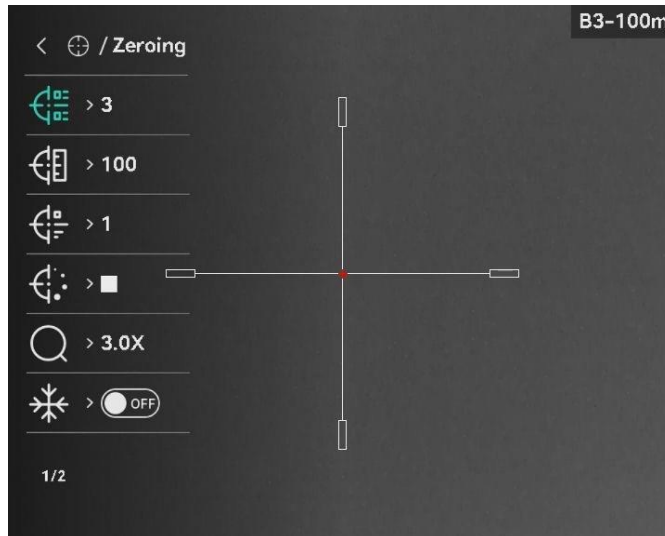 B3-100m
< / Zeroing
> 3
> 100
> 1
>
> 3.0X
> OFF
1/2